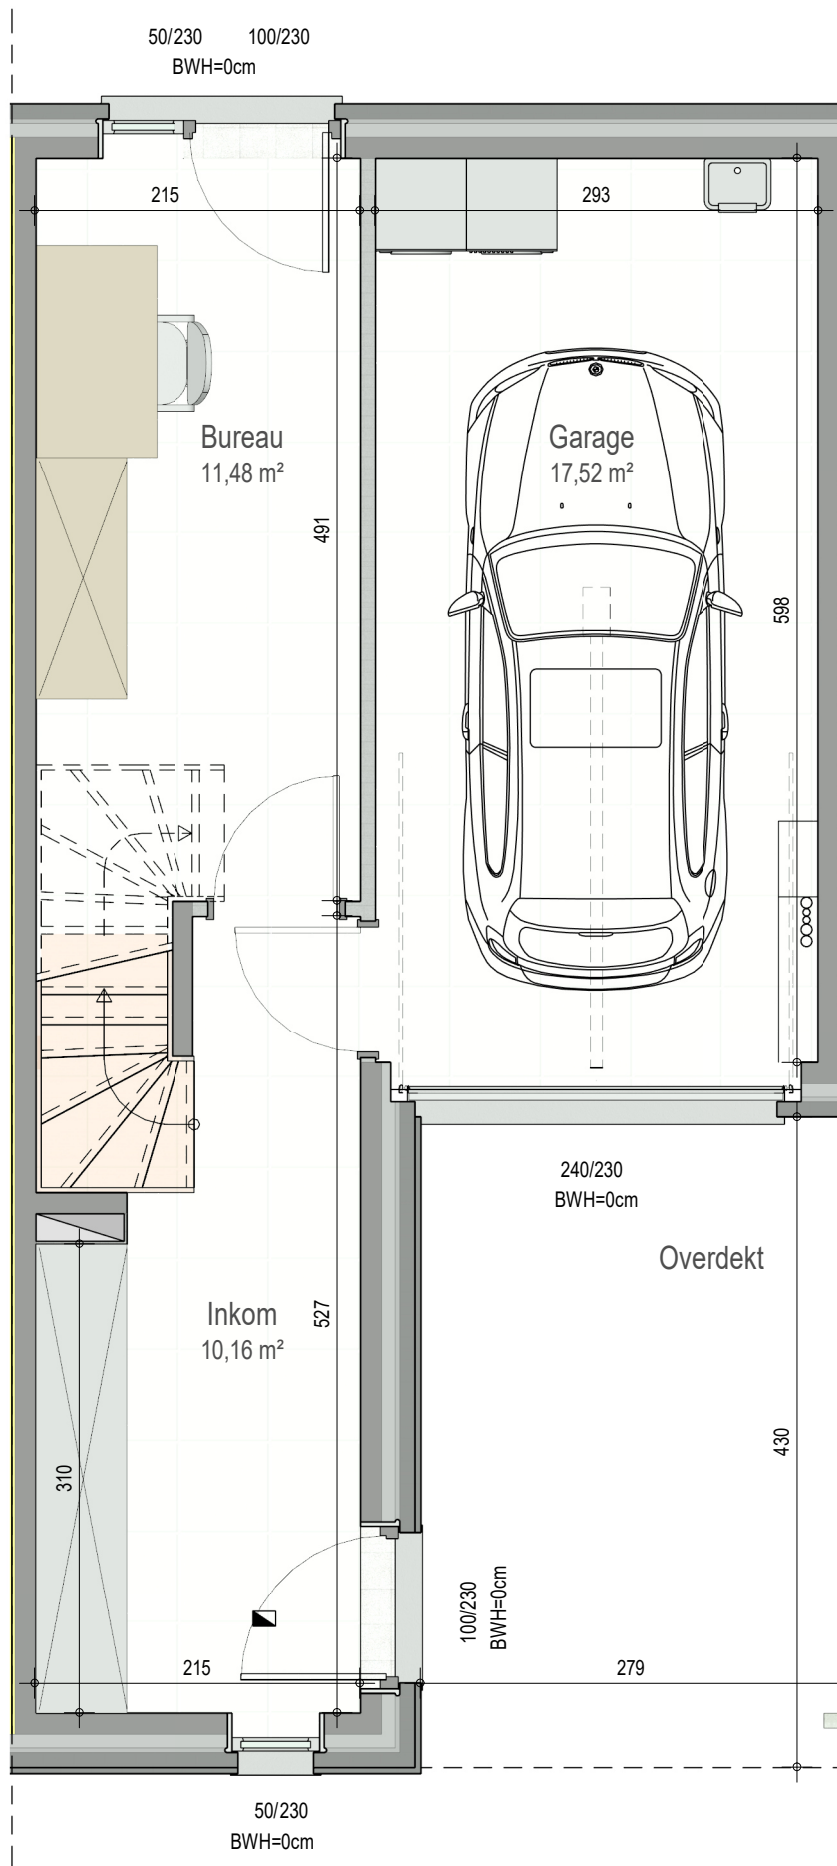 50/230 100/230
BWH=0cm
215
293
Bureau
11,48 m²
Garage
17,52 m²
491
598
240/230
BWH=0cm
Overdekt
Inkom
10,16 m²
527
430
310
100/230
BWH=0cm
215
279
50/230
BWH=0cm